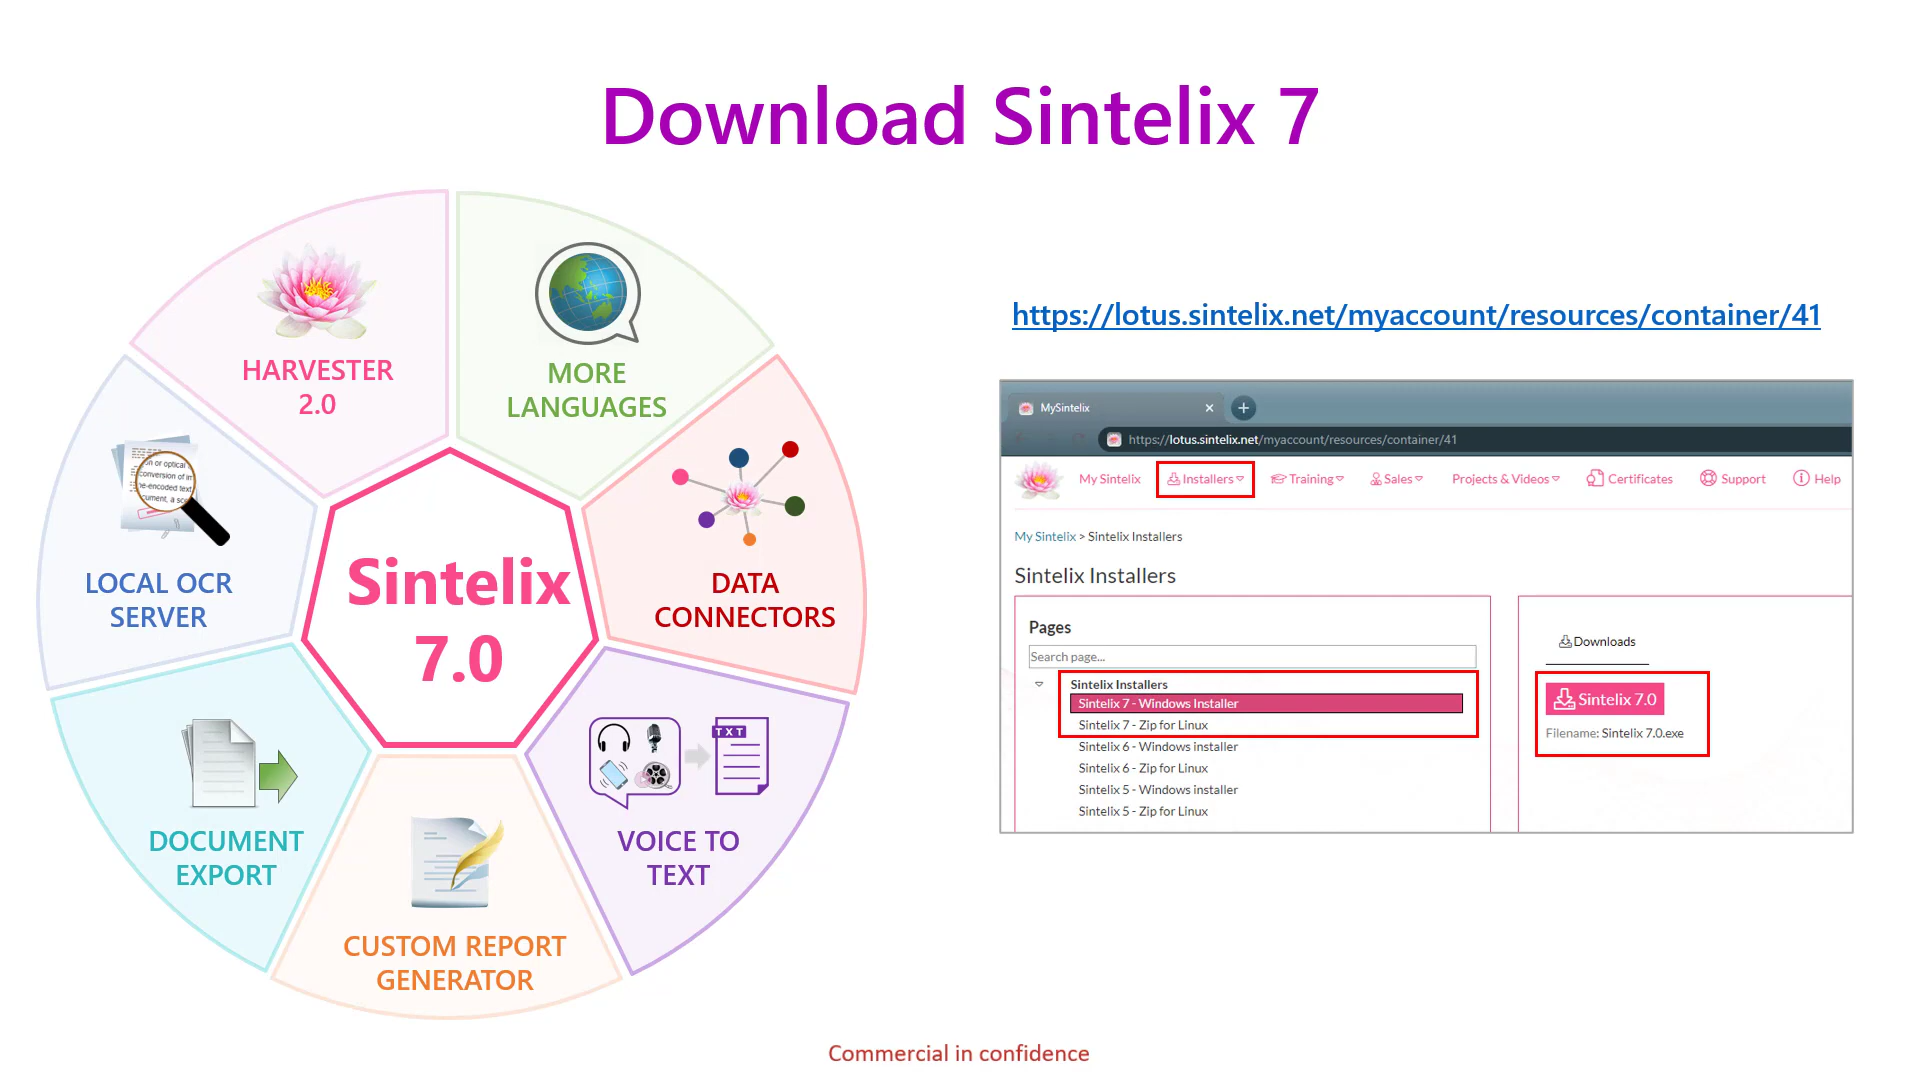 Download Sintelix 7
HARVESTER
2.0
MORE
LANGUAGES
LOCAL OCR
SERVER
DATA
CONNECTORS
Sintelix
7.0
DOCUMENT
EXPORT
TXT
VOICE TO
TEXT
CUSTOM REPORT
GENERATOR
https://lotus.sintelix.net/myaccount/resources/container/41
MySintelix
https://lotus.sintelix.net/myaccount/resources/container/41
My Sintelix Installers Training Sales Projects & Videos Certificates Support Help
My Sintelix > Sintelix Installers
Sintelix Installers
Pages
Search page...
Sintelix Installers
Sintelix 7 - Windows Installer
Sintelix 7 - Zip for Linux
Sintelix 6 - Windows installer
Sintelix 6 - Zip for Linux
Sintelix 5 - Windows installer
Sintelix 5 - Zip for Linux
Downloads
Sintelix 7.0
Filename: Sintelix 7.0.exe
Commercial in confidence